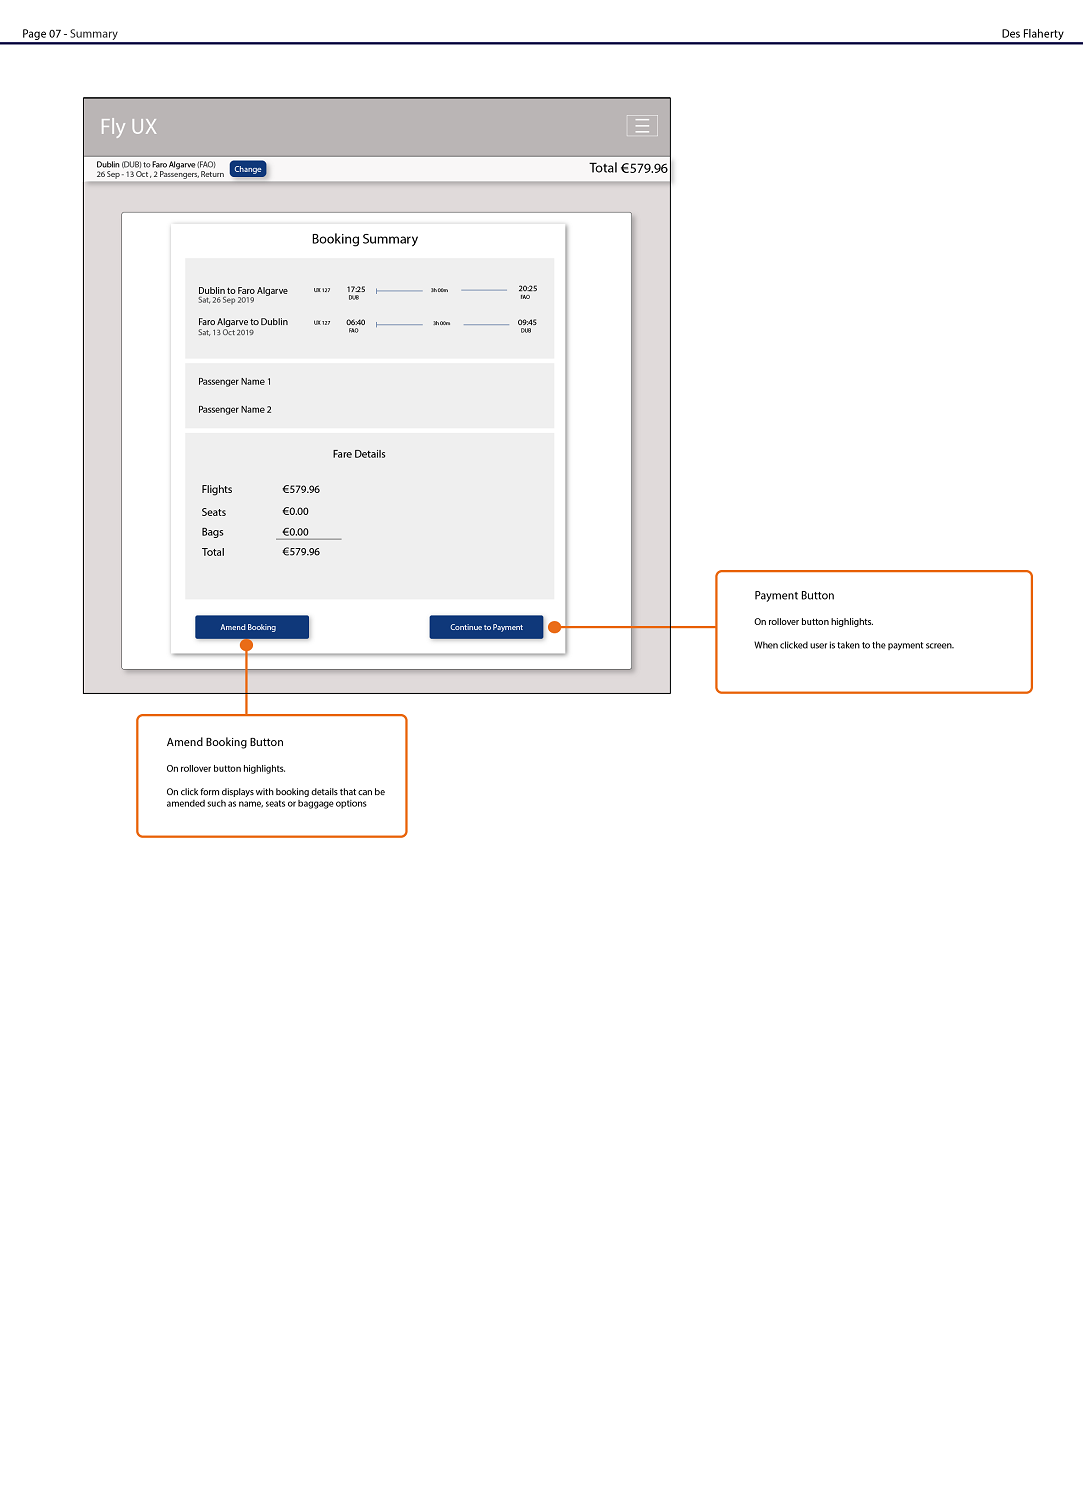 Page 07 - Summary
Des Flaherty
Fly UX
Dublin (DUB) to Faro Algarve (FAO)
26 Sep - 13 Oct , 2 Passengers, Return
Change
Total €579.96
Booking Summary
Dublin to Faro Algarve
Sat, 26 Sep 2019
UX 127
17:25
DUB
3h 00m
20:25
FAO
Faro Algarve to Dublin
Sat, 13 Oct 2019
UX 127
06:40
FAO
3h 00m
09:45
DUB
Passenger Name 1
Passenger Name 2
Fare Details
Flights €579.96
Seats €0.00
Bags €0.00
Total €579.96
Amend Booking
Continue to Payment
Payment Button
On rollover button highlights.
When clicked user is taken to the payment screen.
Amend Booking Button
On rollover button highlights.
On click form displays with booking details that can be
amended such as name, seats or baggage options